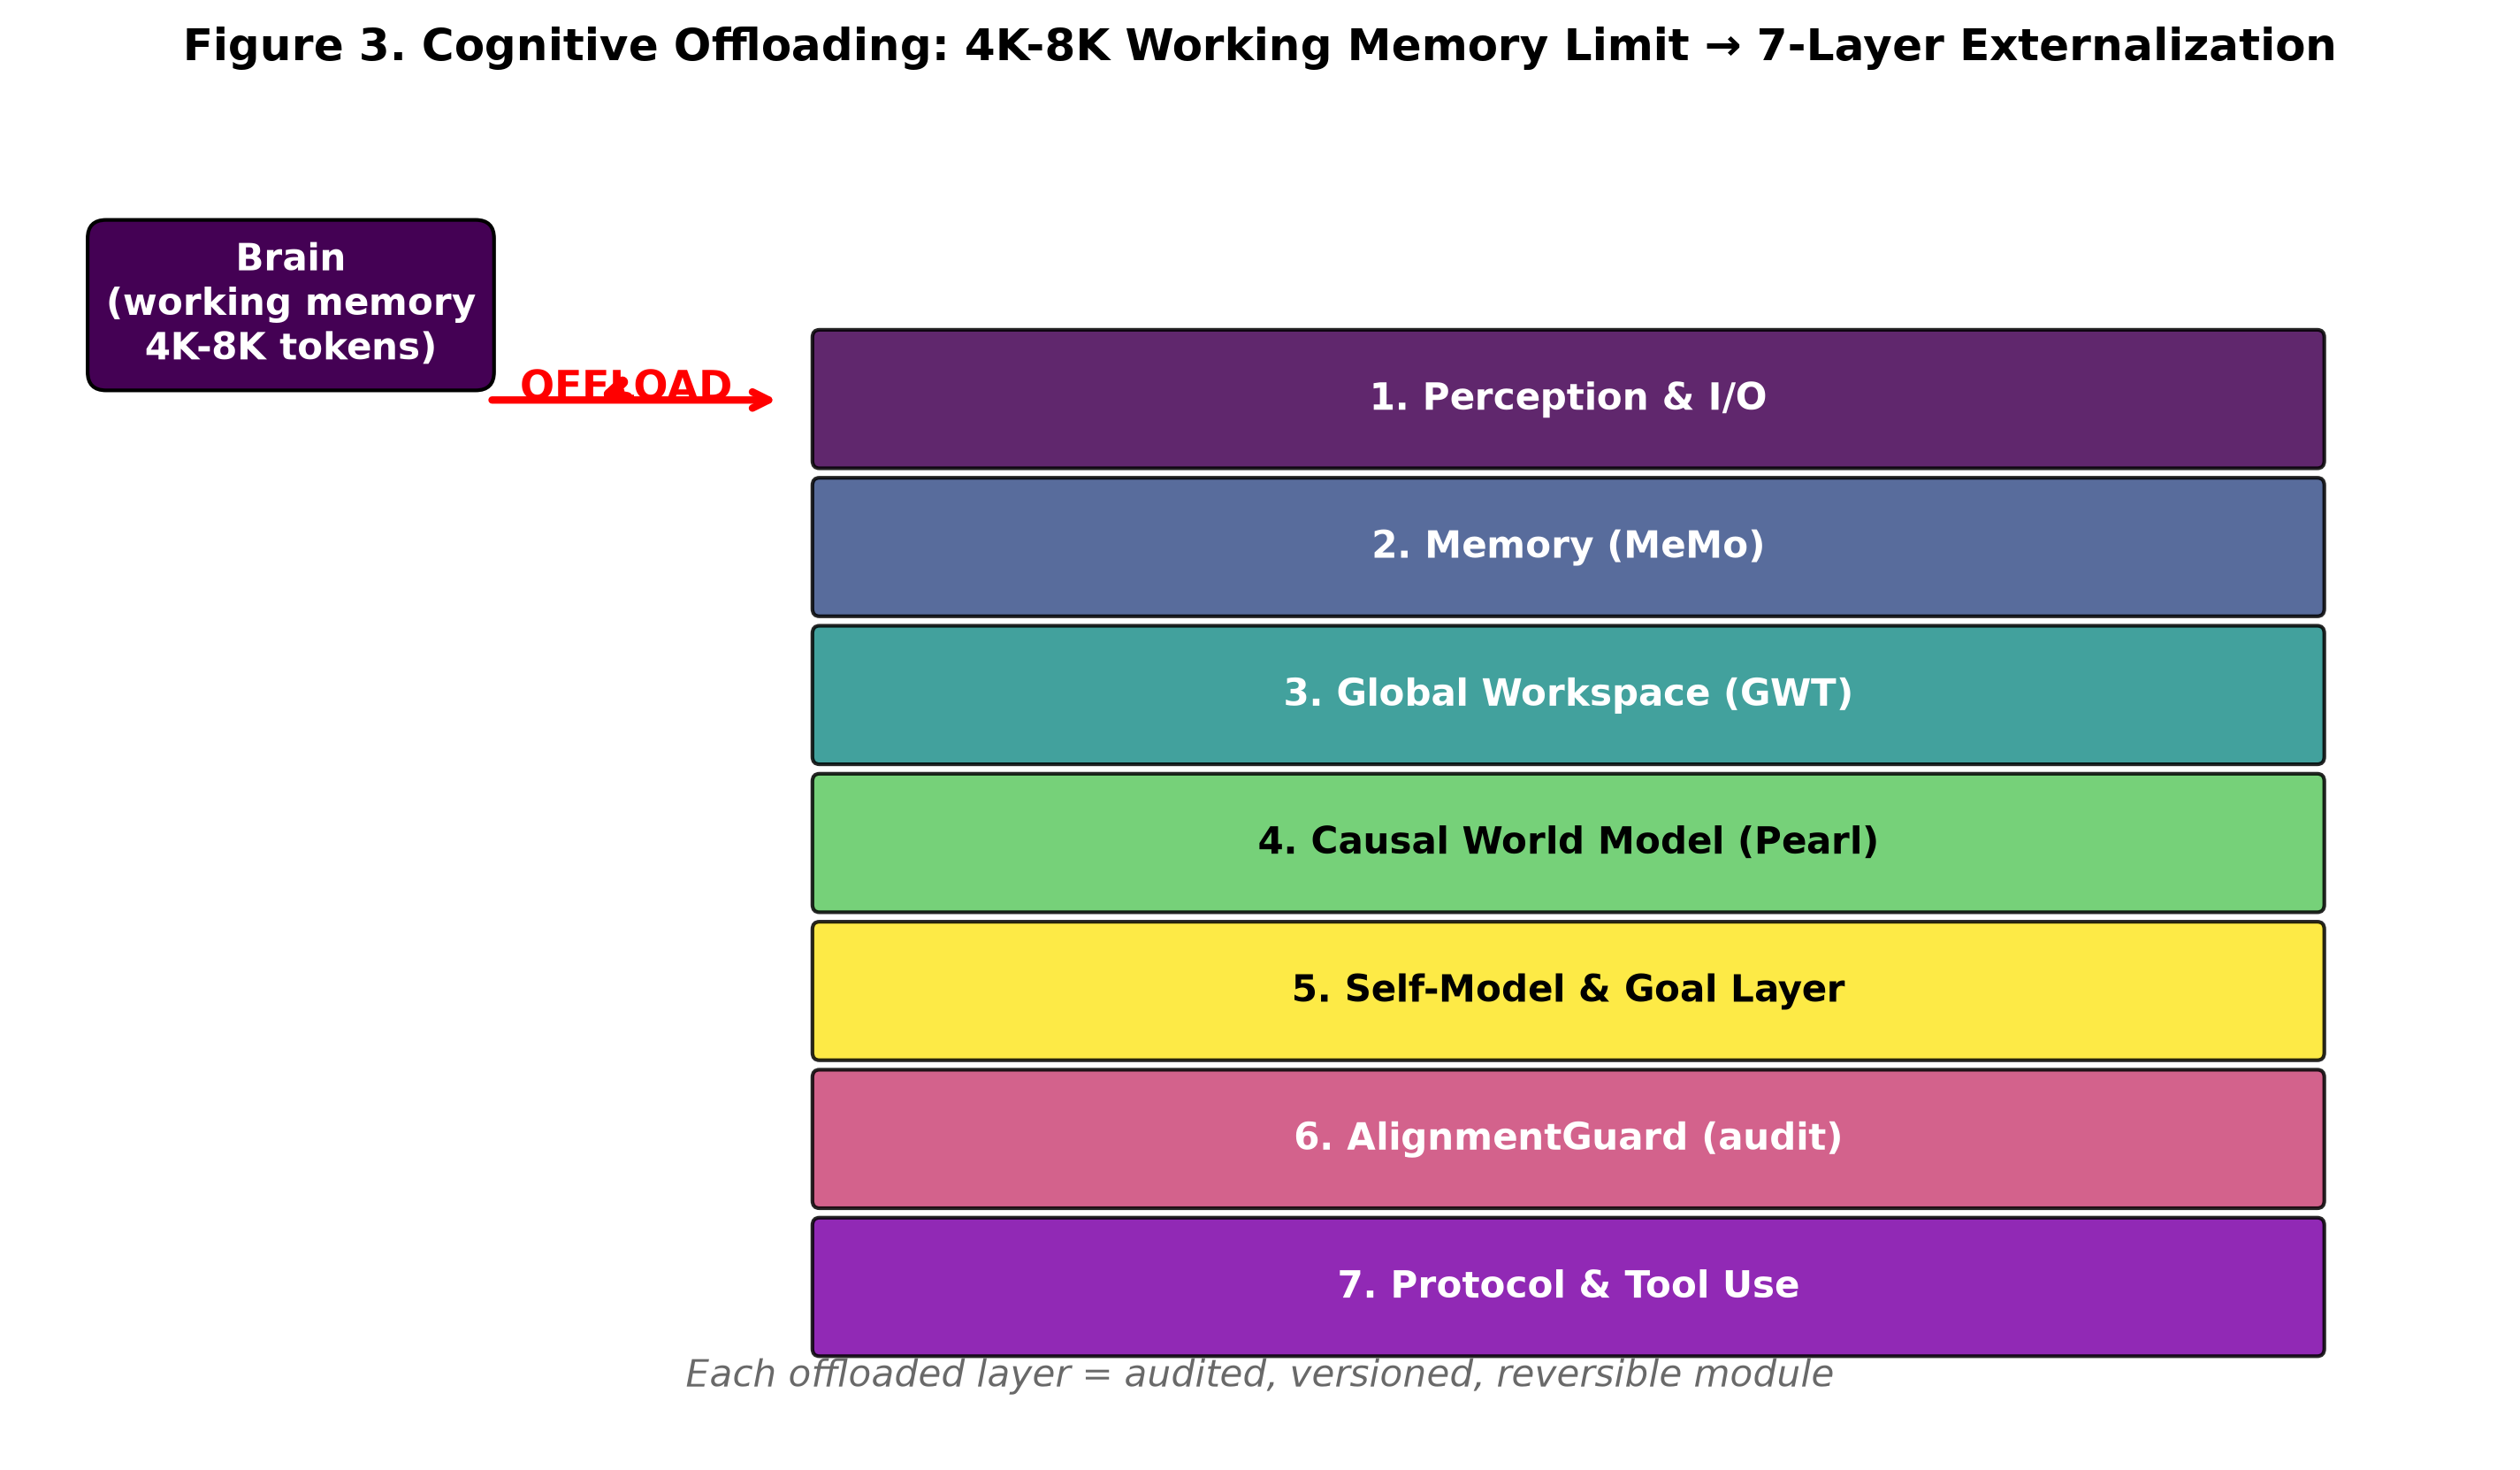 Figure 3. Cognitive Offloading: 4K-8K Working Memory Limit → 7-Layer Externalization
Brain
(working memory
4K-8K tokens)
OFFLOAD
1. Perception & I/O
2. Memory (MeMo)
3. Global Workspace (GWT)
4. Causal World Model (Pearl)
5. Self-Model & Goal Layer
6. AlignmentGuard (audit)
7. Protocol & Tool Use
Each offloaded layer = audited, versioned, reversible module